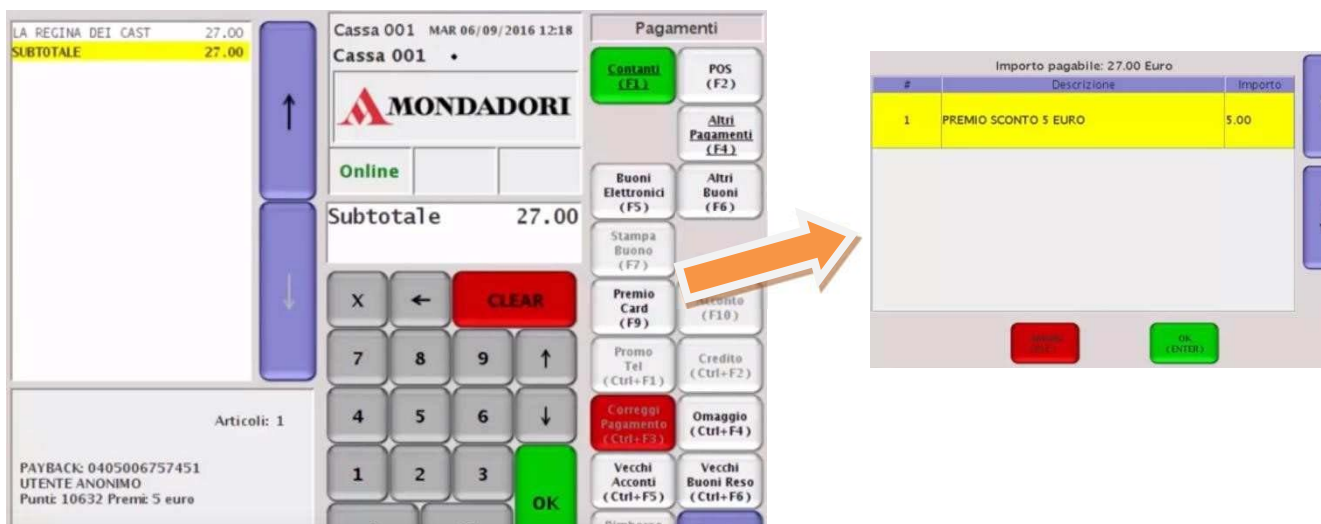 LA REGINA DEI CAST 27.00
SUBTOTALE 27.00
Articoli: 1
PAYBACK: 0405006757451
UTENTE ANONIMO
Punti: 10632 Premi: 5 euro
Cassa 001 MAR 06/09/2016 12:18
Cassa 001
MONDADORI
Online
Subtotale 27.00
X ← CLEAR
7 8 9 ↑
4 5 6 ↓
1 2 3
OK
Pagamenti
Contanti
(F1)
POS
(F2)
Altri
Pagamenti
(F4)
Buoni
Elettronici
(F5)
Altri
Buoni
(F6)
Stampa
Buono
(F7)
Premio
Card
(F9)
Acconto
(F10)
Promo
Tel
(Ctrl+F1)
Credito
(Ctrl+F2)
Correggi
Pagamento
(Ctrl+F3)
Omaggio
(Ctrl+F4)
Vecchi
Acconti
(Ctrl+F5)
Vecchi
Buoni Reso
(Ctrl+F6)
Importo pagabile: 27.00 Euro
# Descrizione Importo
1 PREMIO SCONTO 5 EURO 5.00
OK
(ENTER)